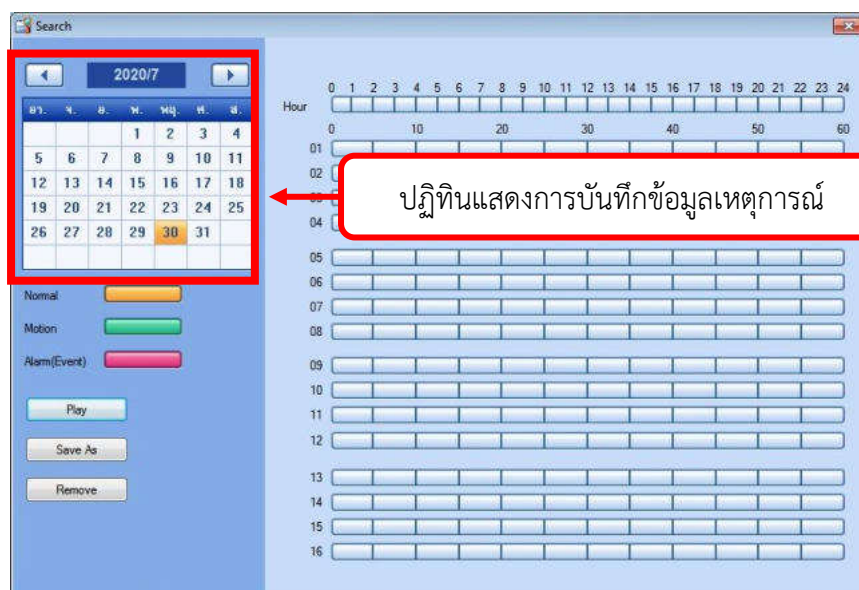 Search
2020/7
อา. จ. อ. พ. พฤ. ศ. ส.
1 2 3 4
5 6 7 8 9 10 11
12 13 14 15 16 17 18
19 20 21 22 23 24 25
26 27 28 29 30 31
Normal
Motion
Alarm(Event)
Play
Save As
Remove
0 1 2 3 4 5 6 7 8 9 10 11 12 13 14 15 16 17 18 19 20 21 22 23 24
Hour
0 10 20 30 40 50 60
01
02
04
ปฏิทินแสดงการบันทึกข้อมูลเหตุการณ์
05
06
07
08
09
10
11
12
13
14
15
16